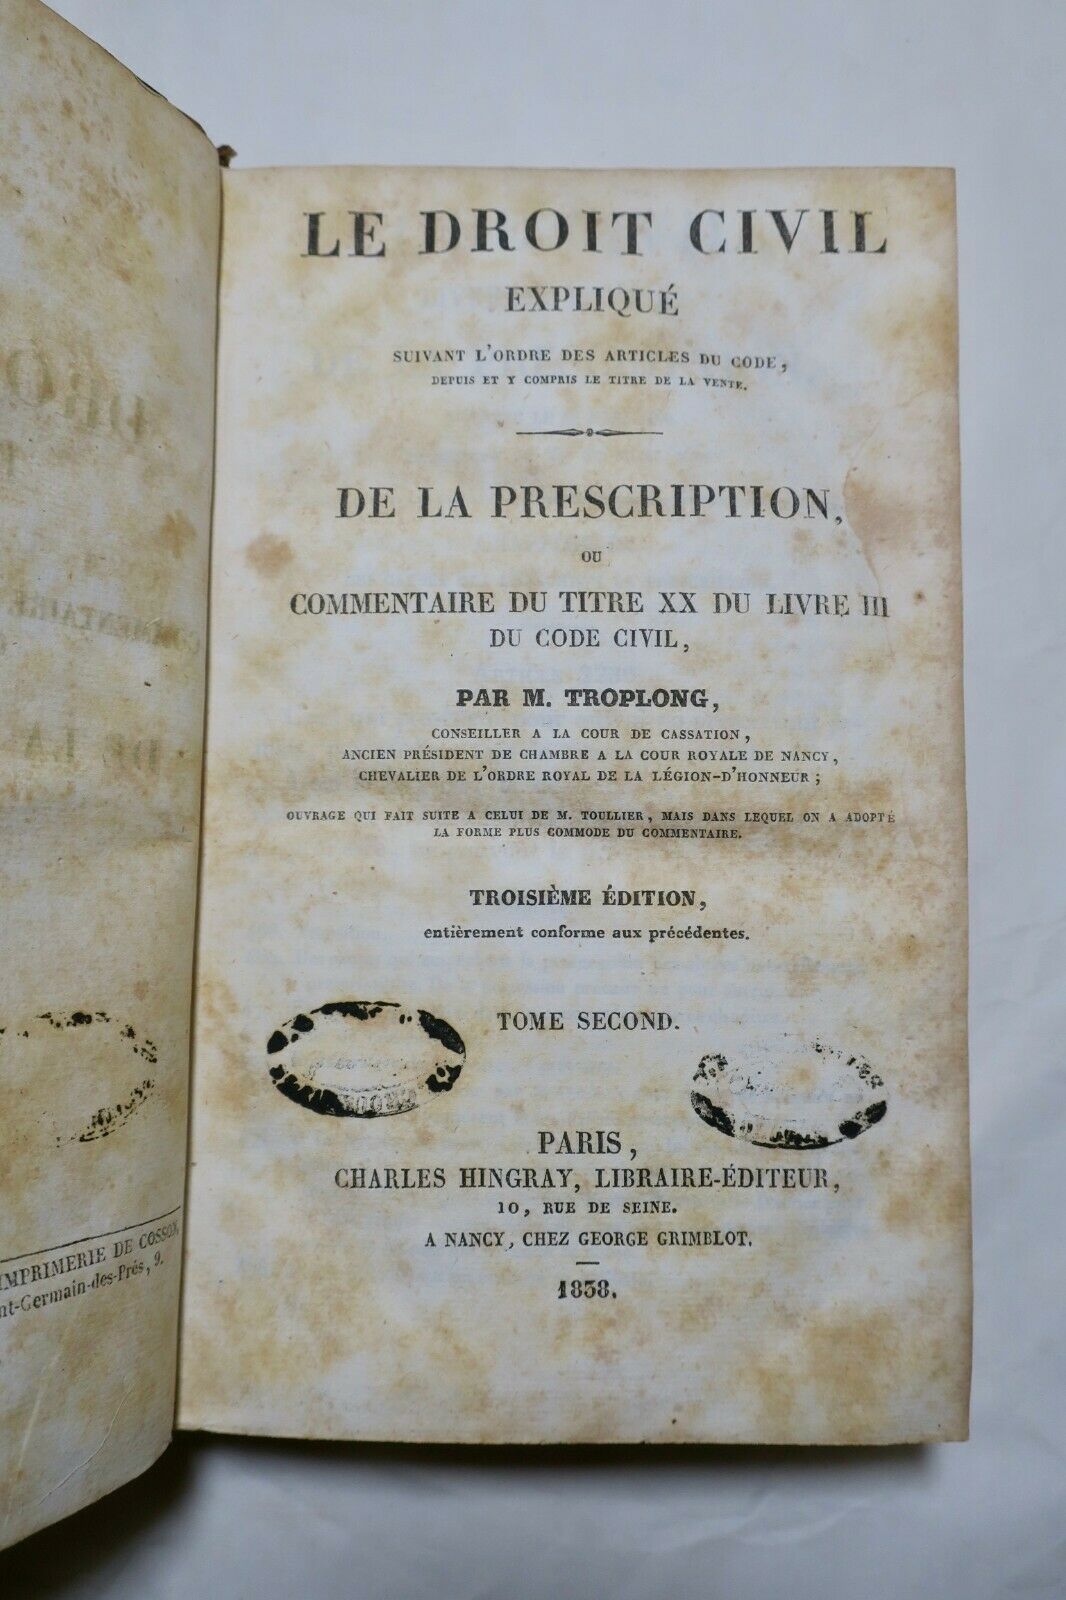 LE DROIT CIVIL
EXPLIQUÉ
SUIVANT L'ORDRE DES ARTICLES DU CODE,
DEPUIS ET Y COMPRIS LE TITRE DE LA VENTE.
DE LA PRESCRIPTION,
OU
COMMENTAIRE DU TITRE XX DU LIVRE III
DU CODE CIVIL,
PAR M. TROPLONG,
CONSEILLER A LA COUR DE CASSATION,
ANCIEN PRÉSIDENT DE CHAMBRE A LA COUR ROYALE DE NANCY,
CHEVALIER DE L'ORDRE ROYAL DE LA LÉGION-D'HONNEUR;
OUVRAGE QUI FAIT SUITE A CELUI DE M. TOULLIER, MAIS DANS LEQUEL ON A ADOPTÉ
LA FORME PLUS COMMODE DU COMMENTAIRE.
TROISIÈME ÉDITION,
entièrement conforme aux précédentes.
TOME SECOND.
PARIS,
CHARLES HINGRAY, LIBRAIRE-ÉDITEUR,
10, RUE DE SEINE.
A NANCY, CHEZ GEORGE GRIMBLOT.
1838.
IMPRIMERIE DE COSSON,
nt-Germain-des-Prés, 9.